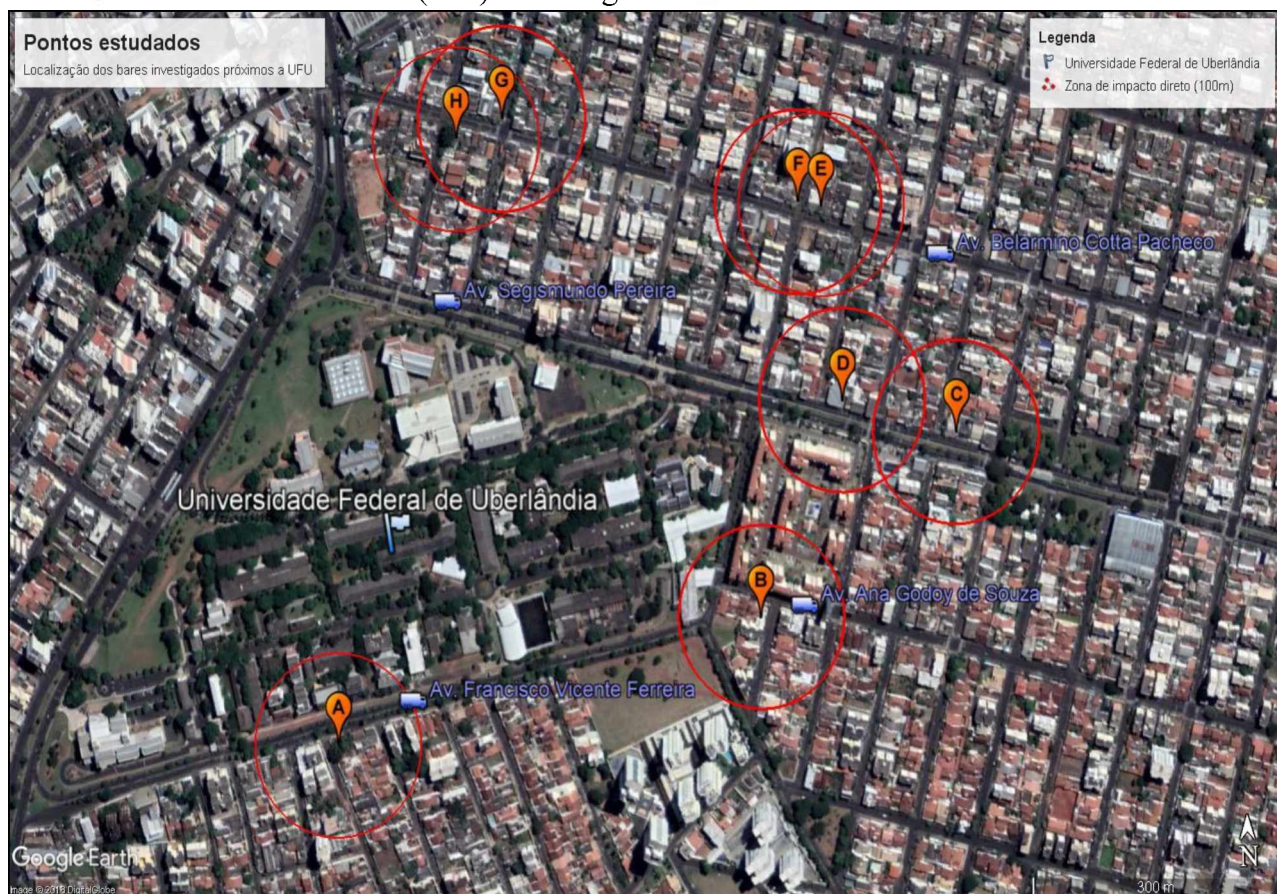 Pontos estudados
Localização dos bares investigados próximos a UFU
Legenda
Universidade Federal de Uberlândia
Zona de impacto direto (100m)
G
H
F
E
Av. Belarmino Cotta Pacheco
Av. Segismundo Pereira
D
C
Universidade Federal de Uberlândia
B
Av. Ana Godoy de Souza
Av. Francisco Vicente Ferreira
A
Google Earth
Image © 2018 DigitalGlobe
300 m
N